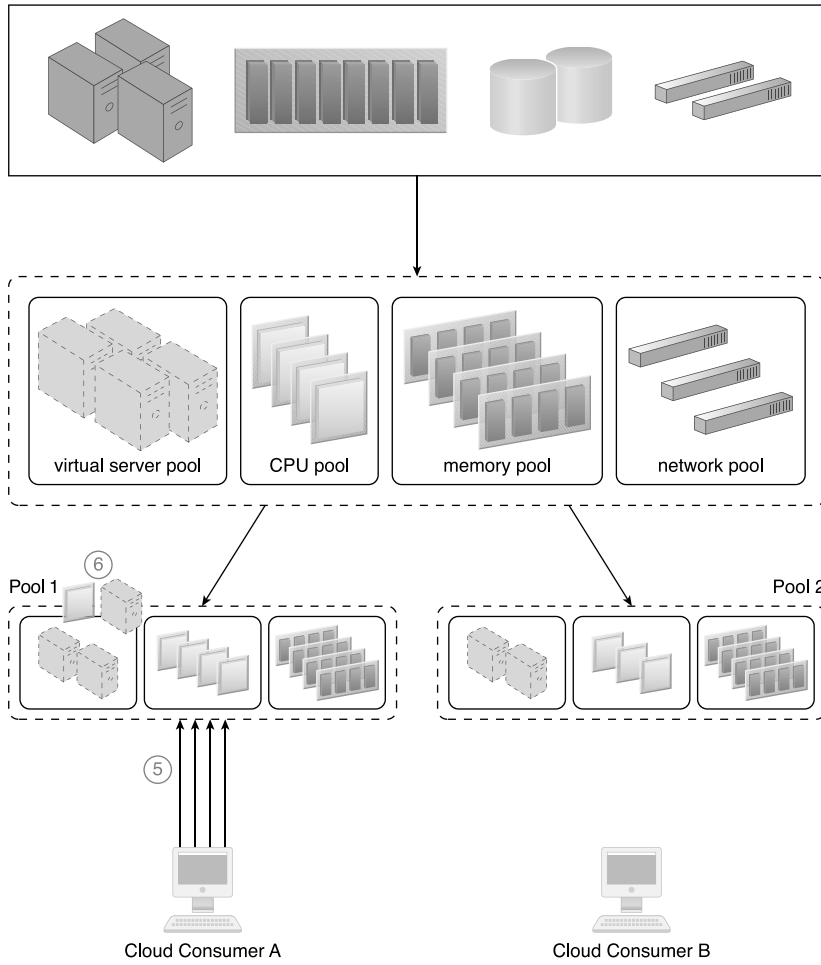 virtual server pool
CPU pool
memory pool
network pool
6
Pool 1
Pool 2
5
Cloud Consumer A
Cloud Consumer B